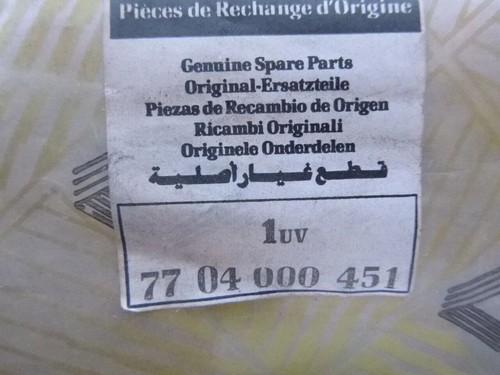 Pièces de Rechange d'Origine
Genuine Spare Parts
Original-Ersatzteile
Piezas de Recambio de Origen
Ricambi Originali
Originele Onderdelen
قطع غيار أصلية
1UV
77 04 000 451